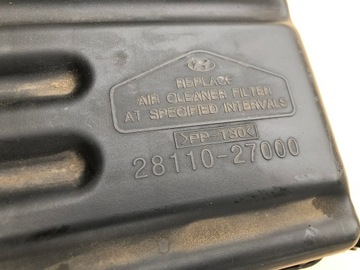 REPLACE
AIR CLEANER FILTER
AT SPECIFIED INTERVALS
>PP-T30<
28110-27000